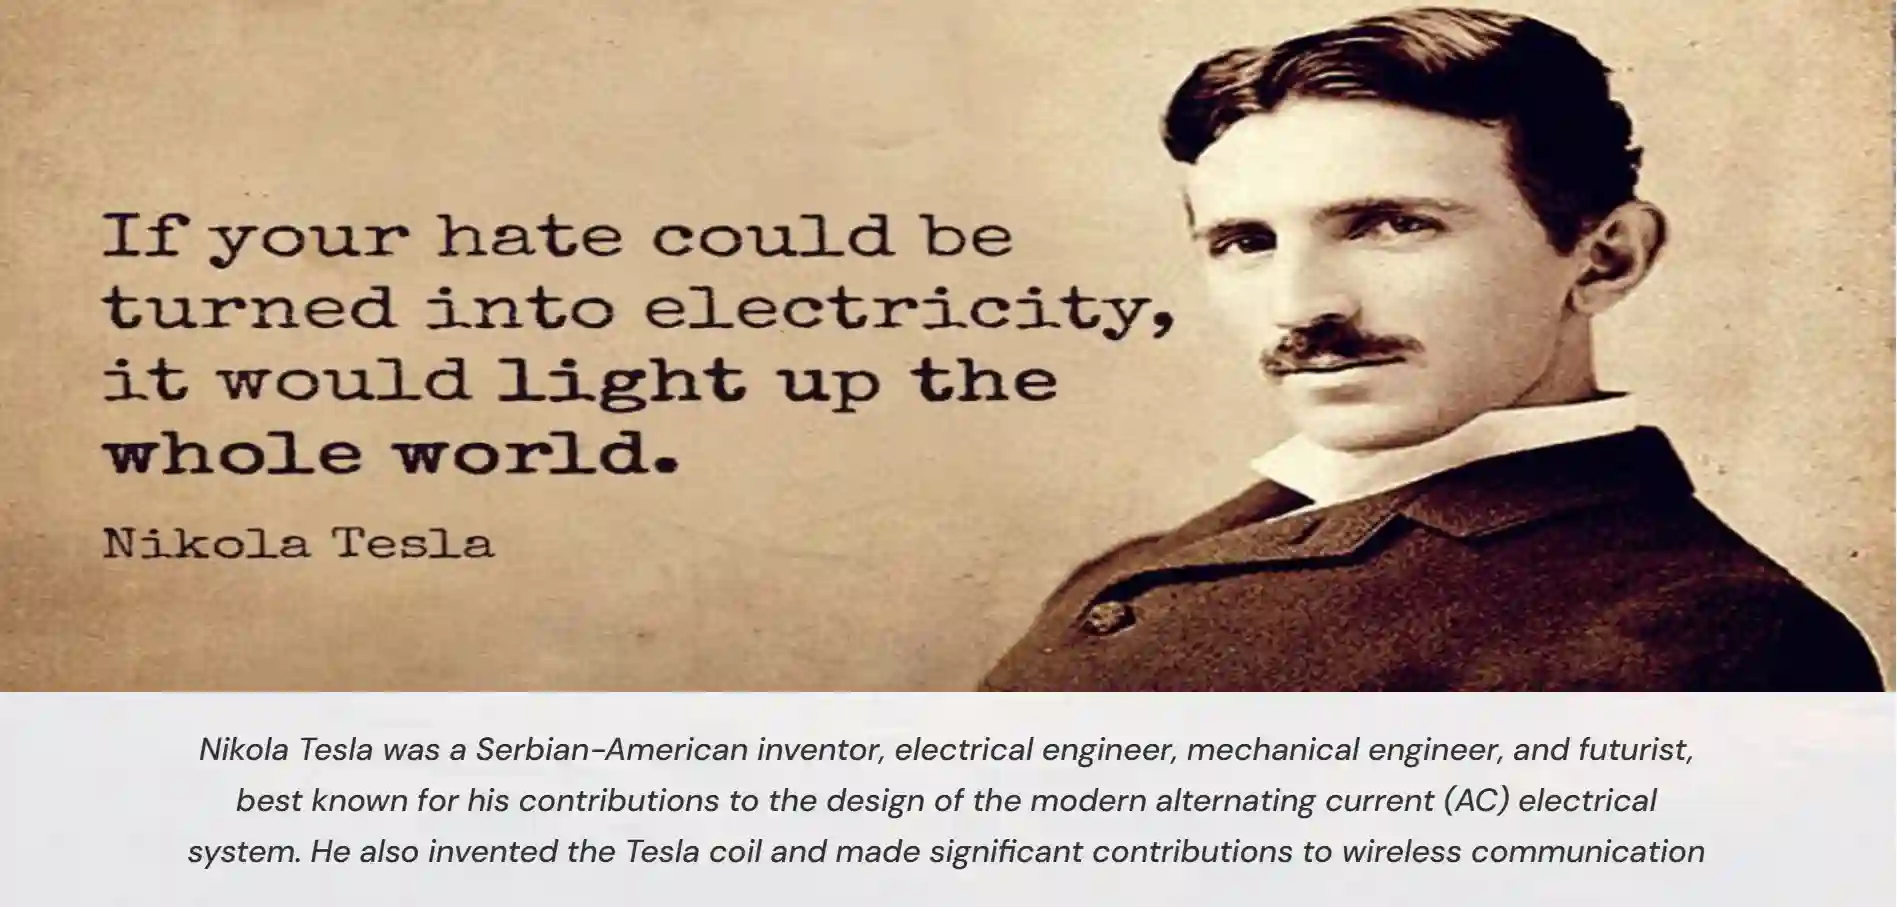 If your hate could be
turned into electricity,
it would light up the
whole world.
Nikola Tesla
Nikola Tesla was a Serbian-American inventor, electrical engineer, mechanical engineer, and futurist,
best known for his contributions to the design of the modern alternating current (AC) electrical
system. He also invented the Tesla coil and made significant contributions to wireless communication